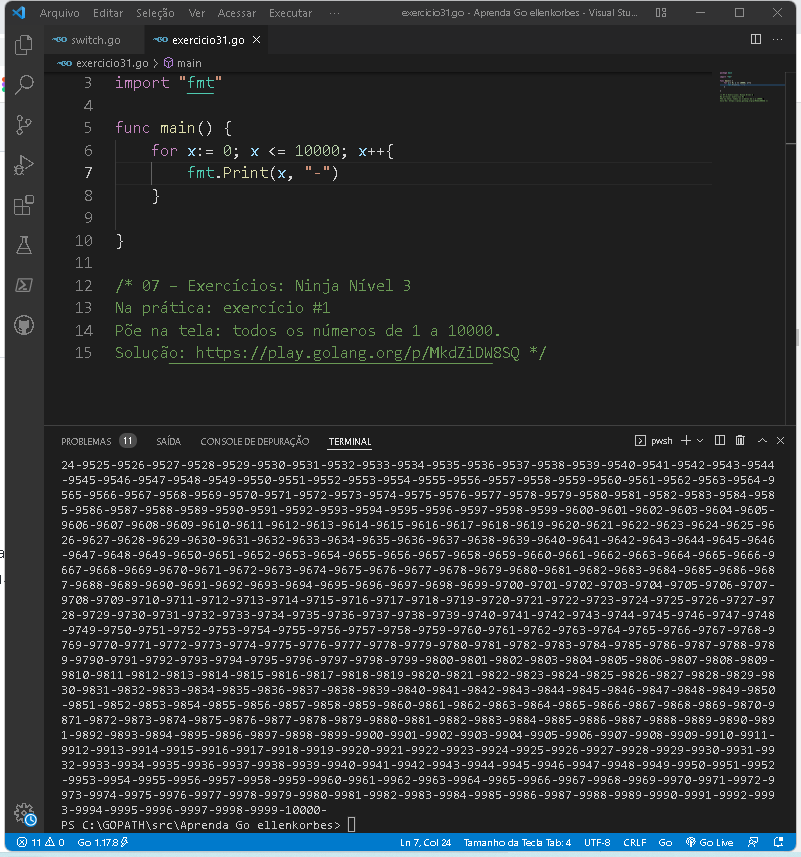 Arquivo Editar Seleção Ver Acessar Executar ··· exercicio31.go - Aprenda Go ellenkorbes - Visual Stu...
switch.go exercicio31.go
exercicio31.go > main
3 import "fmt"
4
5 func main() {
6 for x:= 0; x <= 10000; x++{
7 fmt.Print(x, "-")
8 }
9
10 }
11
12 /* 07 – Exercícios: Ninja Nível 3
13 Na prática: exercício #1
14 Põe na tela: todos os números de 1 a 10000.
15 Solução: https://play.golang.org/p/MkdZiDW8SQ */
PROBLEMAS 11 SAÍDA CONSOLE DE DEPURAÇÃO TERMINAL pwsh
24-9525-9526-9527-9528-9529-9530-9531-9532-9533-9534-9535-9536-9537-9538-9539-9540-9541-9542-9543-9544
-9545-9546-9547-9548-9549-9550-9551-9552-9553-9554-9555-9556-9557-9558-9559-9560-9561-9562-9563-9564-9
565-9566-9567-9568-9569-9570-9571-9572-9573-9574-9575-9576-9577-9578-9579-9580-9581-9582-9583-9584-958
5-9586-9587-9588-9589-9590-9591-9592-9593-9594-9595-9596-9597-9598-9599-9600-9601-9602-9603-9604-9605-
9606-9607-9608-9609-9610-9611-9612-9613-9614-9615-9616-9617-9618-9619-9620-9621-9622-9623-9624-9625-96
26-9627-9628-9629-9630-9631-9632-9633-9634-9635-9636-9637-9638-9639-9640-9641-9642-9643-9644-9645-9646
-9647-9648-9649-9650-9651-9652-9653-9654-9655-9656-9657-9658-9659-9660-9661-9662-9663-9664-9665-9666-9
667-9668-9669-9670-9671-9672-9673-9674-9675-9676-9677-9678-9679-9680-9681-9682-9683-9684-9685-9686-968
7-9688-9689-9690-9691-9692-9693-9694-9695-9696-9697-9698-9699-9700-9701-9702-9703-9704-9705-9706-9707-
9708-9709-9710-9711-9712-9713-9714-9715-9716-9717-9718-9719-9720-9721-9722-9723-9724-9725-9726-9727-97
28-9729-9730-9731-9732-9733-9734-9735-9736-9737-9738-9739-9740-9741-9742-9743-9744-9745-9746-9747-9748
-9749-9750-9751-9752-9753-9754-9755-9756-9757-9758-9759-9760-9761-9762-9763-9764-9765-9766-9767-9768-9
769-9770-9771-9772-9773-9774-9775-9776-9777-9778-9779-9780-9781-9782-9783-9784-9785-9786-9787-9788-978
9-9790-9791-9792-9793-9794-9795-9796-9797-9798-9799-9800-9801-9802-9803-9804-9805-9806-9807-9808-9809-
9810-9811-9812-9813-9814-9815-9816-9817-9818-9819-9820-9821-9822-9823-9824-9825-9826-9827-9828-9829-98
30-9831-9832-9833-9834-9835-9836-9837-9838-9839-9840-9841-9842-9843-9844-9845-9846-9847-9848-9849-9850
-9851-9852-9853-9854-9855-9856-9857-9858-9859-9860-9861-9862-9863-9864-9865-9866-9867-9868-9869-9870-9
871-9872-9873-9874-9875-9876-9877-9878-9879-9880-9881-9882-9883-9884-9885-9886-9887-9888-9889-9890-989
1-9892-9893-9894-9895-9896-9897-9898-9899-9900-9901-9902-9903-9904-9905-9906-9907-9908-9909-9910-9911-
9912-9913-9914-9915-9916-9917-9918-9919-9920-9921-9922-9923-9924-9925-9926-9927-9928-9929-9930-9931-99
32-9933-9934-9935-9936-9937-9938-9939-9940-9941-9942-9943-9944-9945-9946-9947-9948-9949-9950-9951-9952
-9953-9954-9955-9956-9957-9958-9959-9960-9961-9962-9963-9964-9965-9966-9967-9968-9969-9970-9971-9972-9
973-9974-9975-9976-9977-9978-9979-9980-9981-9982-9983-9984-9985-9986-9987-9988-9989-9990-9991-9992-999
3-9994-9995-9996-9997-9998-9999-10000-
PS C:\GOPATH\src\Aprenda Go ellenkorbes>
11 0 Go 1.17.8 Ln 7, Col 24 Tamanho da Tecla Tab: 4 UTF-8 CRLF Go Go Live